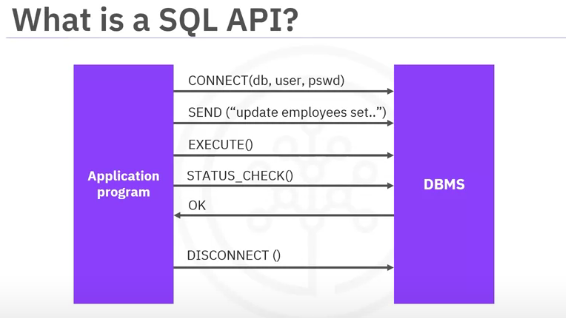 What is a SQL API?
CONNECT(db, user, pswd)
SEND (“update employees set..”)
EXECUTE()
Application
program
STATUS_CHECK()
DBMS
OK
DISCONNECT ()